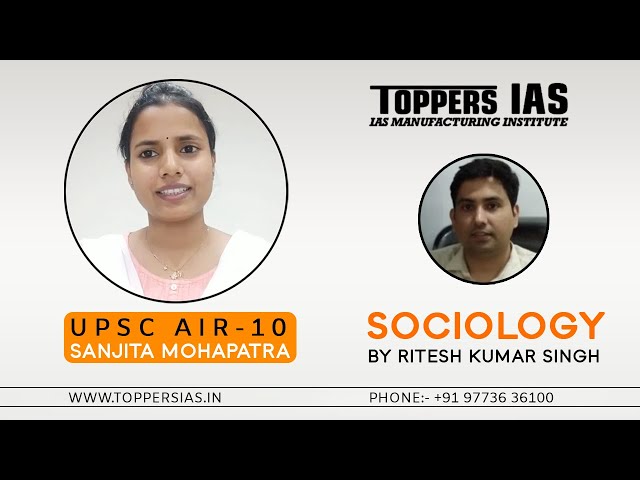 TOPPERS IAS
IAS MANUFACTURING INSTITUTE
UPSC AIR-10
SANJITA MOHAPATRA
SOCIOLOGY
BY RITESH KUMAR SINGH
WWW.TOPPERSIAS.IN
PHONE:- +91 97736 36100